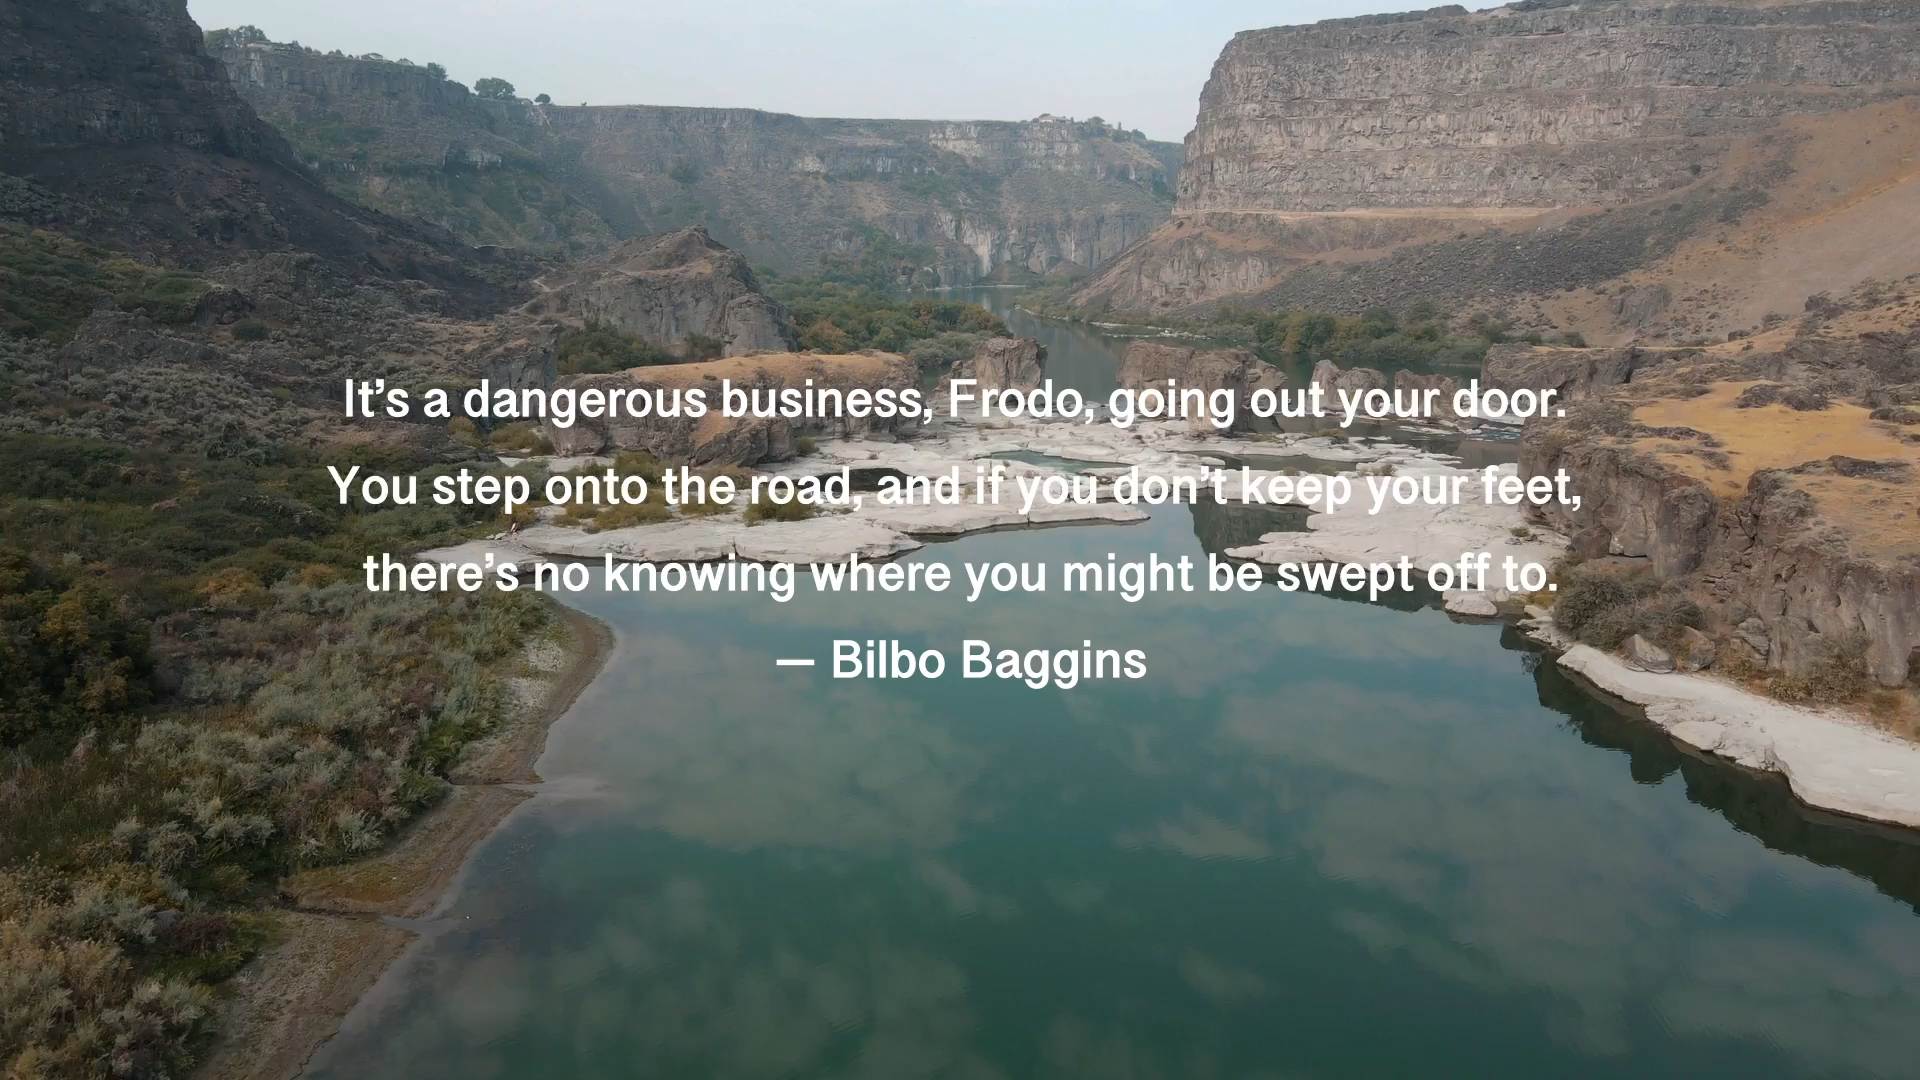 It’s a dangerous business, Frodo, going out your door.
You step onto the road, and if you don’t keep your feet,
there’s no knowing where you might be swept off to.
— Bilbo Baggins